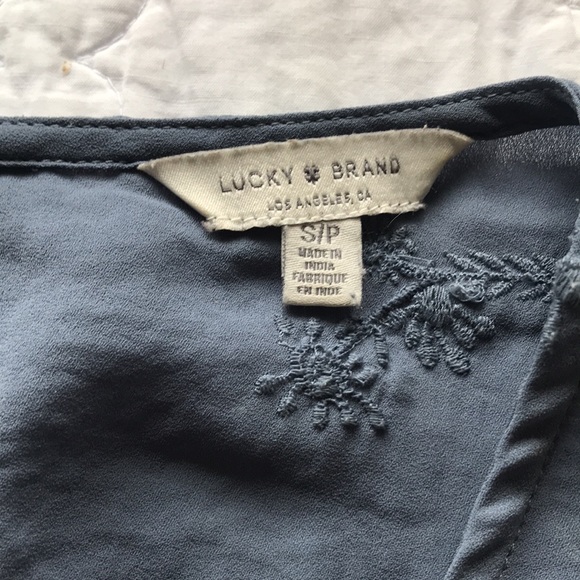 LUCKY BRAND
LOS ANGELES, CA
S/P
MADE IN
INDIA
FABRIQUE
EN INDE